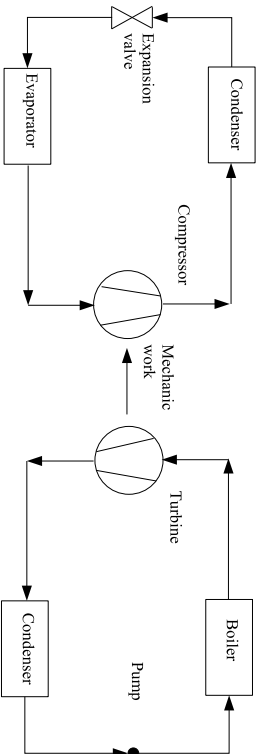 Condenser
Boiler
Compressor
Turbine
Expansion
valve
Mechanic
work
Pump
Evaporator
Condenser